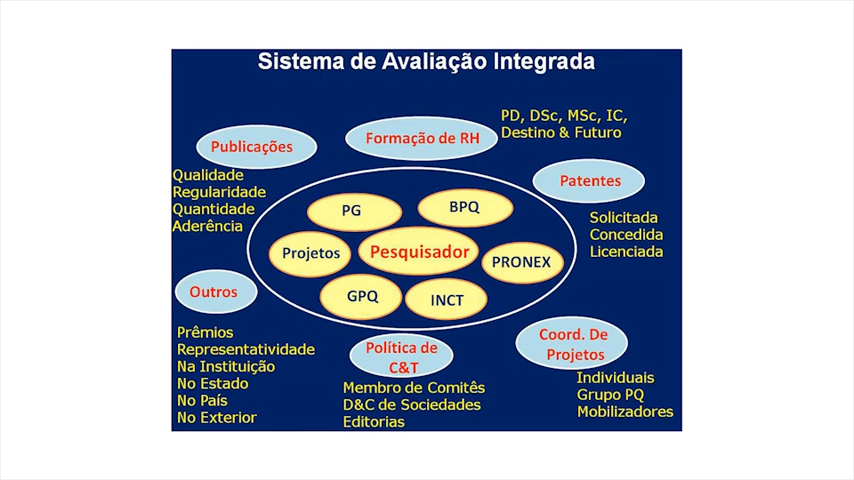 Sistema de Avaliação Integrada
Publicações
Qualidade
Regularidade
Quantidade
Aderência
Formação de RH
PD, DSc, MSc, IC,
Destino & Futuro
Patentes
Solicitada
Concedida
Licenciada
PG
BPQ
Projetos
Pesquisador
PRONEX
GPQ
INCT
Outros
Prêmios
Representatividade
Na Instituição
No Estado
No País
No Exterior
Política de
C&T
Membro de Comitês
D&C de Sociedades
Editorias
Coord. De
Projetos
Individuais
Grupo PQ
Mobilizadores